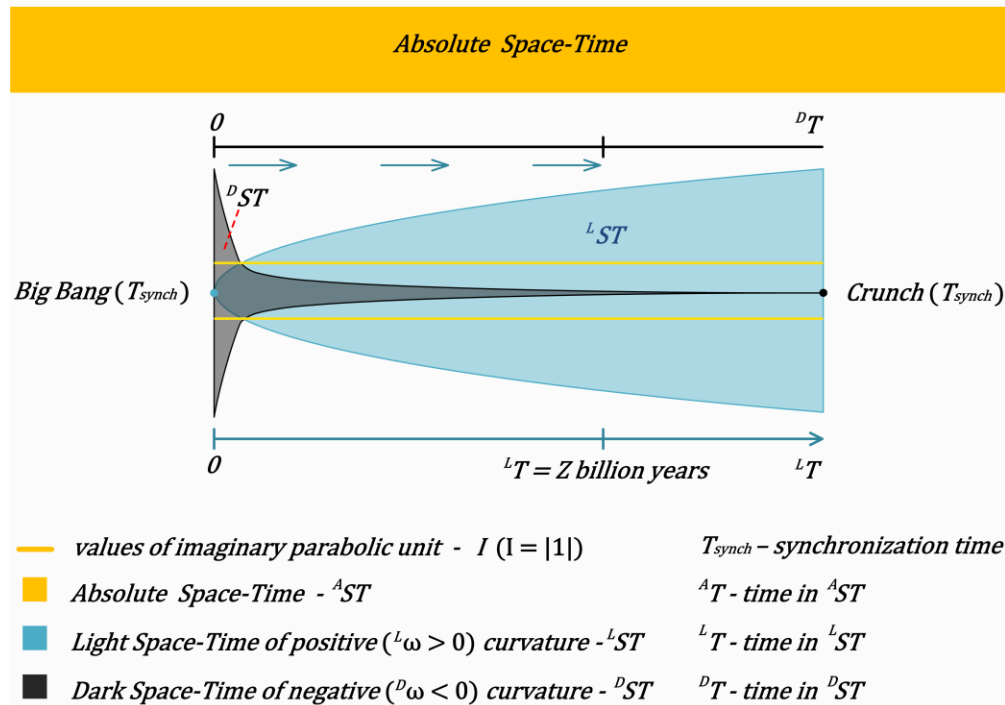 Absolute Space-Time
0 ᴰT
ᴰST
ᴸST
Big Bang (Tsynch) Crunch (Tsynch)
0 ᴸT = Z billion years ᴸT
values of imaginary parabolic unit - I (I = |1|) Tsynch – synchronization time
Absolute Space-Time - ᴬST ᴬT - time in ᴬST
Light Space-Time of positive (ᴸω > 0) curvature - ᴸST ᴸT - time in ᴸST
Dark Space-Time of negative (ᴰω < 0) curvature - ᴰST ᴰT - time in ᴰST